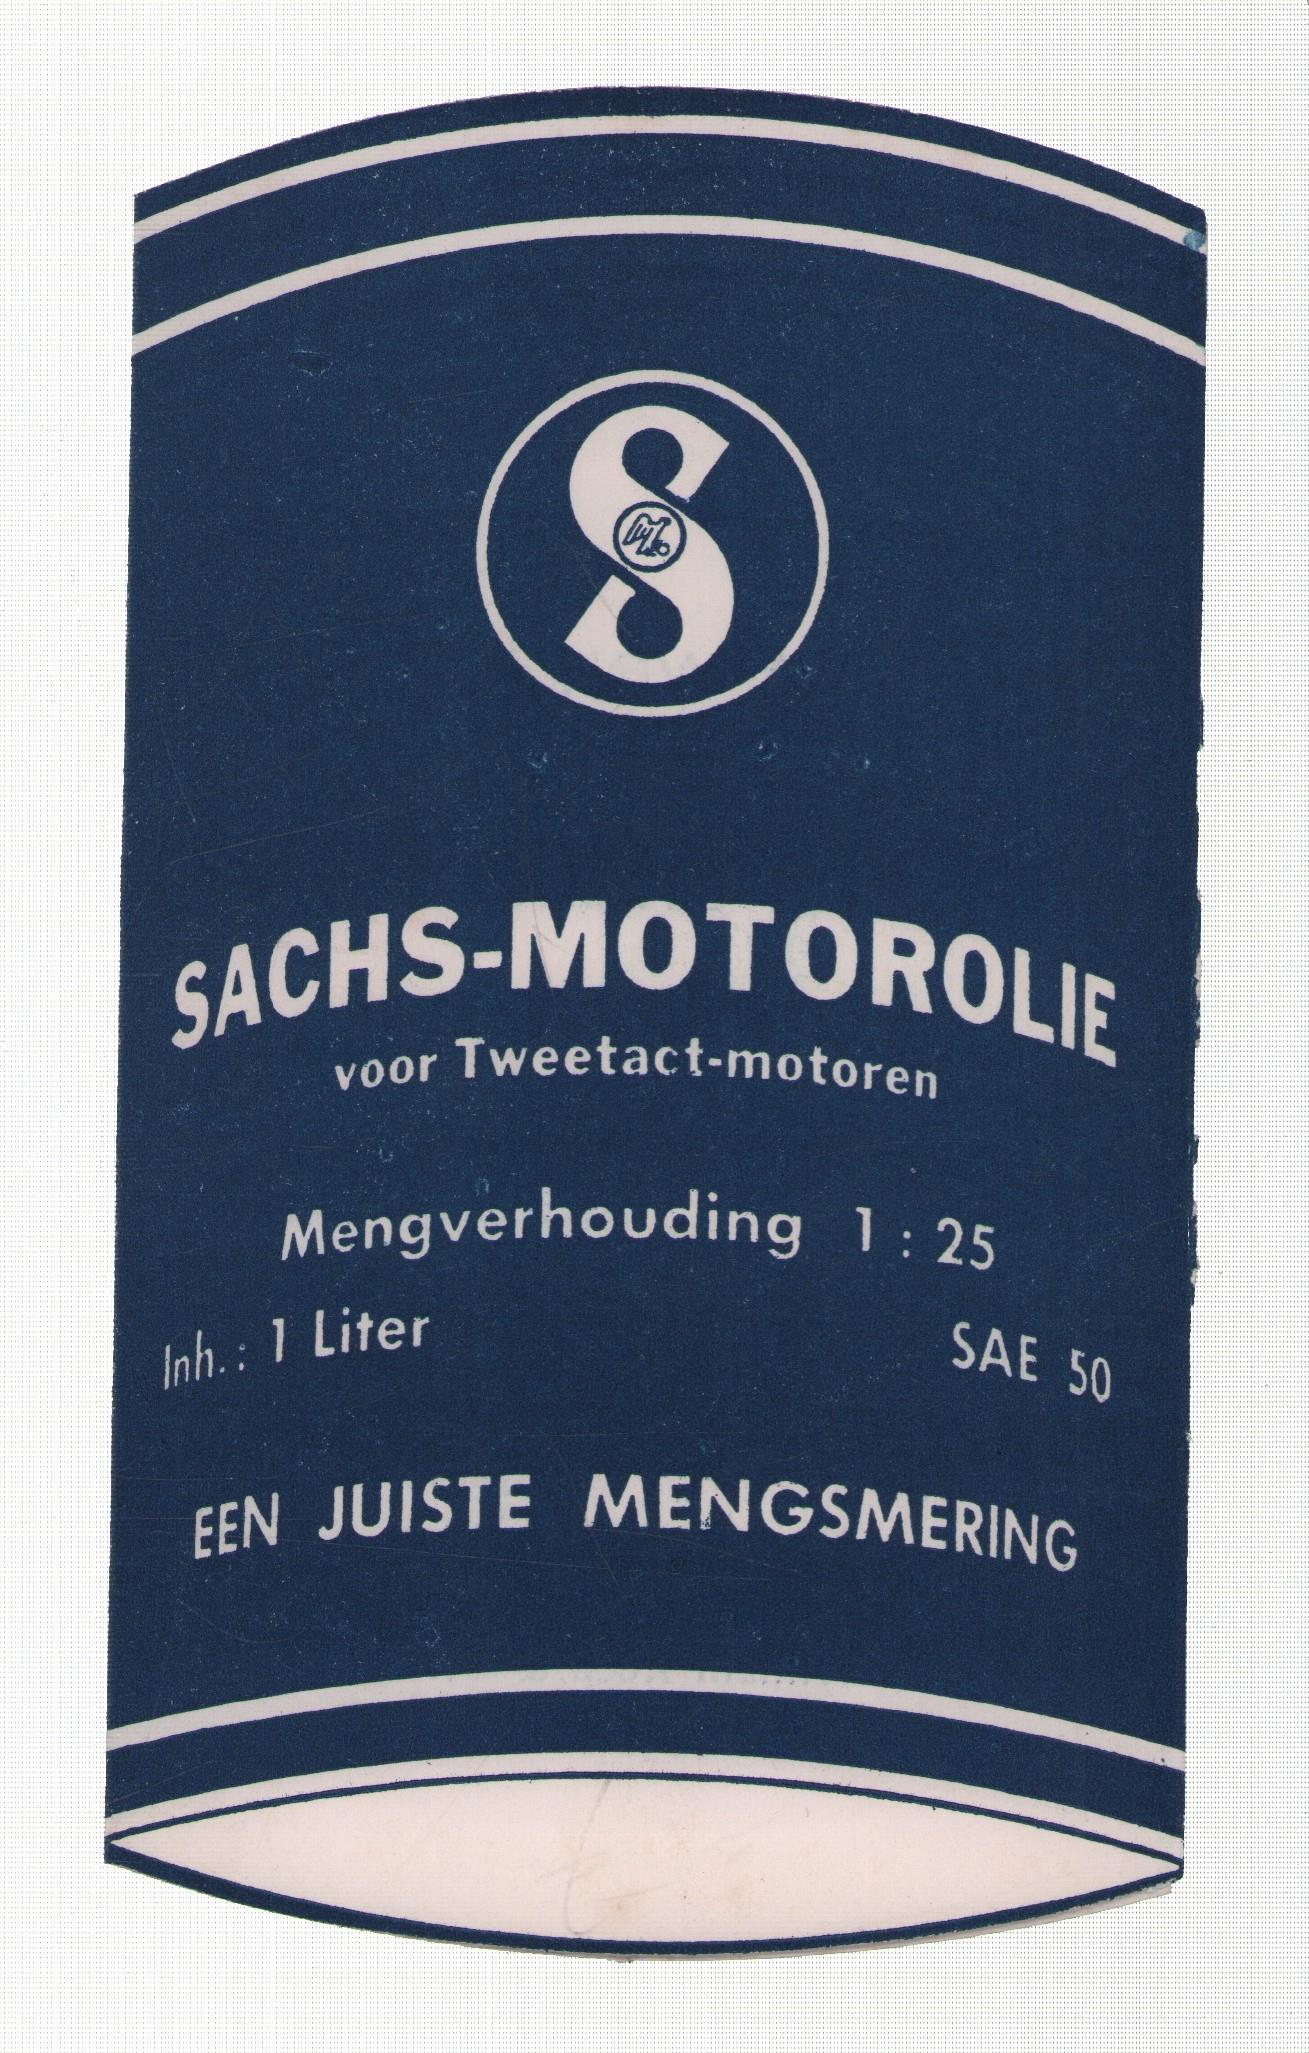 S
SACHS-MOTOROLIE
voor Tweetact-motoren
Mengverhouding 1 : 25
Inh. : 1 Liter SAE 50
EEN JUISTE MENGSMERING